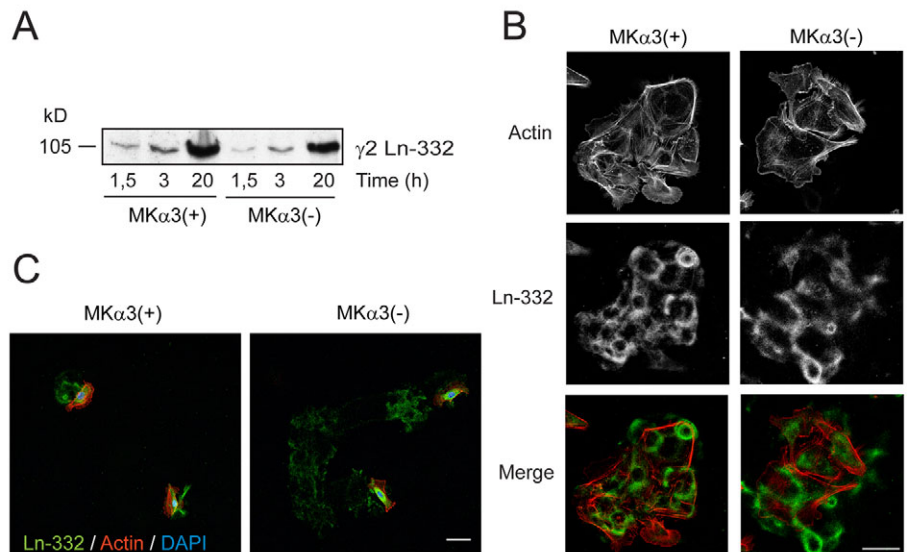 A
kD
105
γ2 Ln-332
1,5 3 20 1,5 3 20 Time (h)
MKα3(+) MKα3(-)
B
MKα3(+) MKα3(-)
Actin
Ln-332
Merge
C
MKα3(+) MKα3(-)
Ln-332 / Actin / DAPI